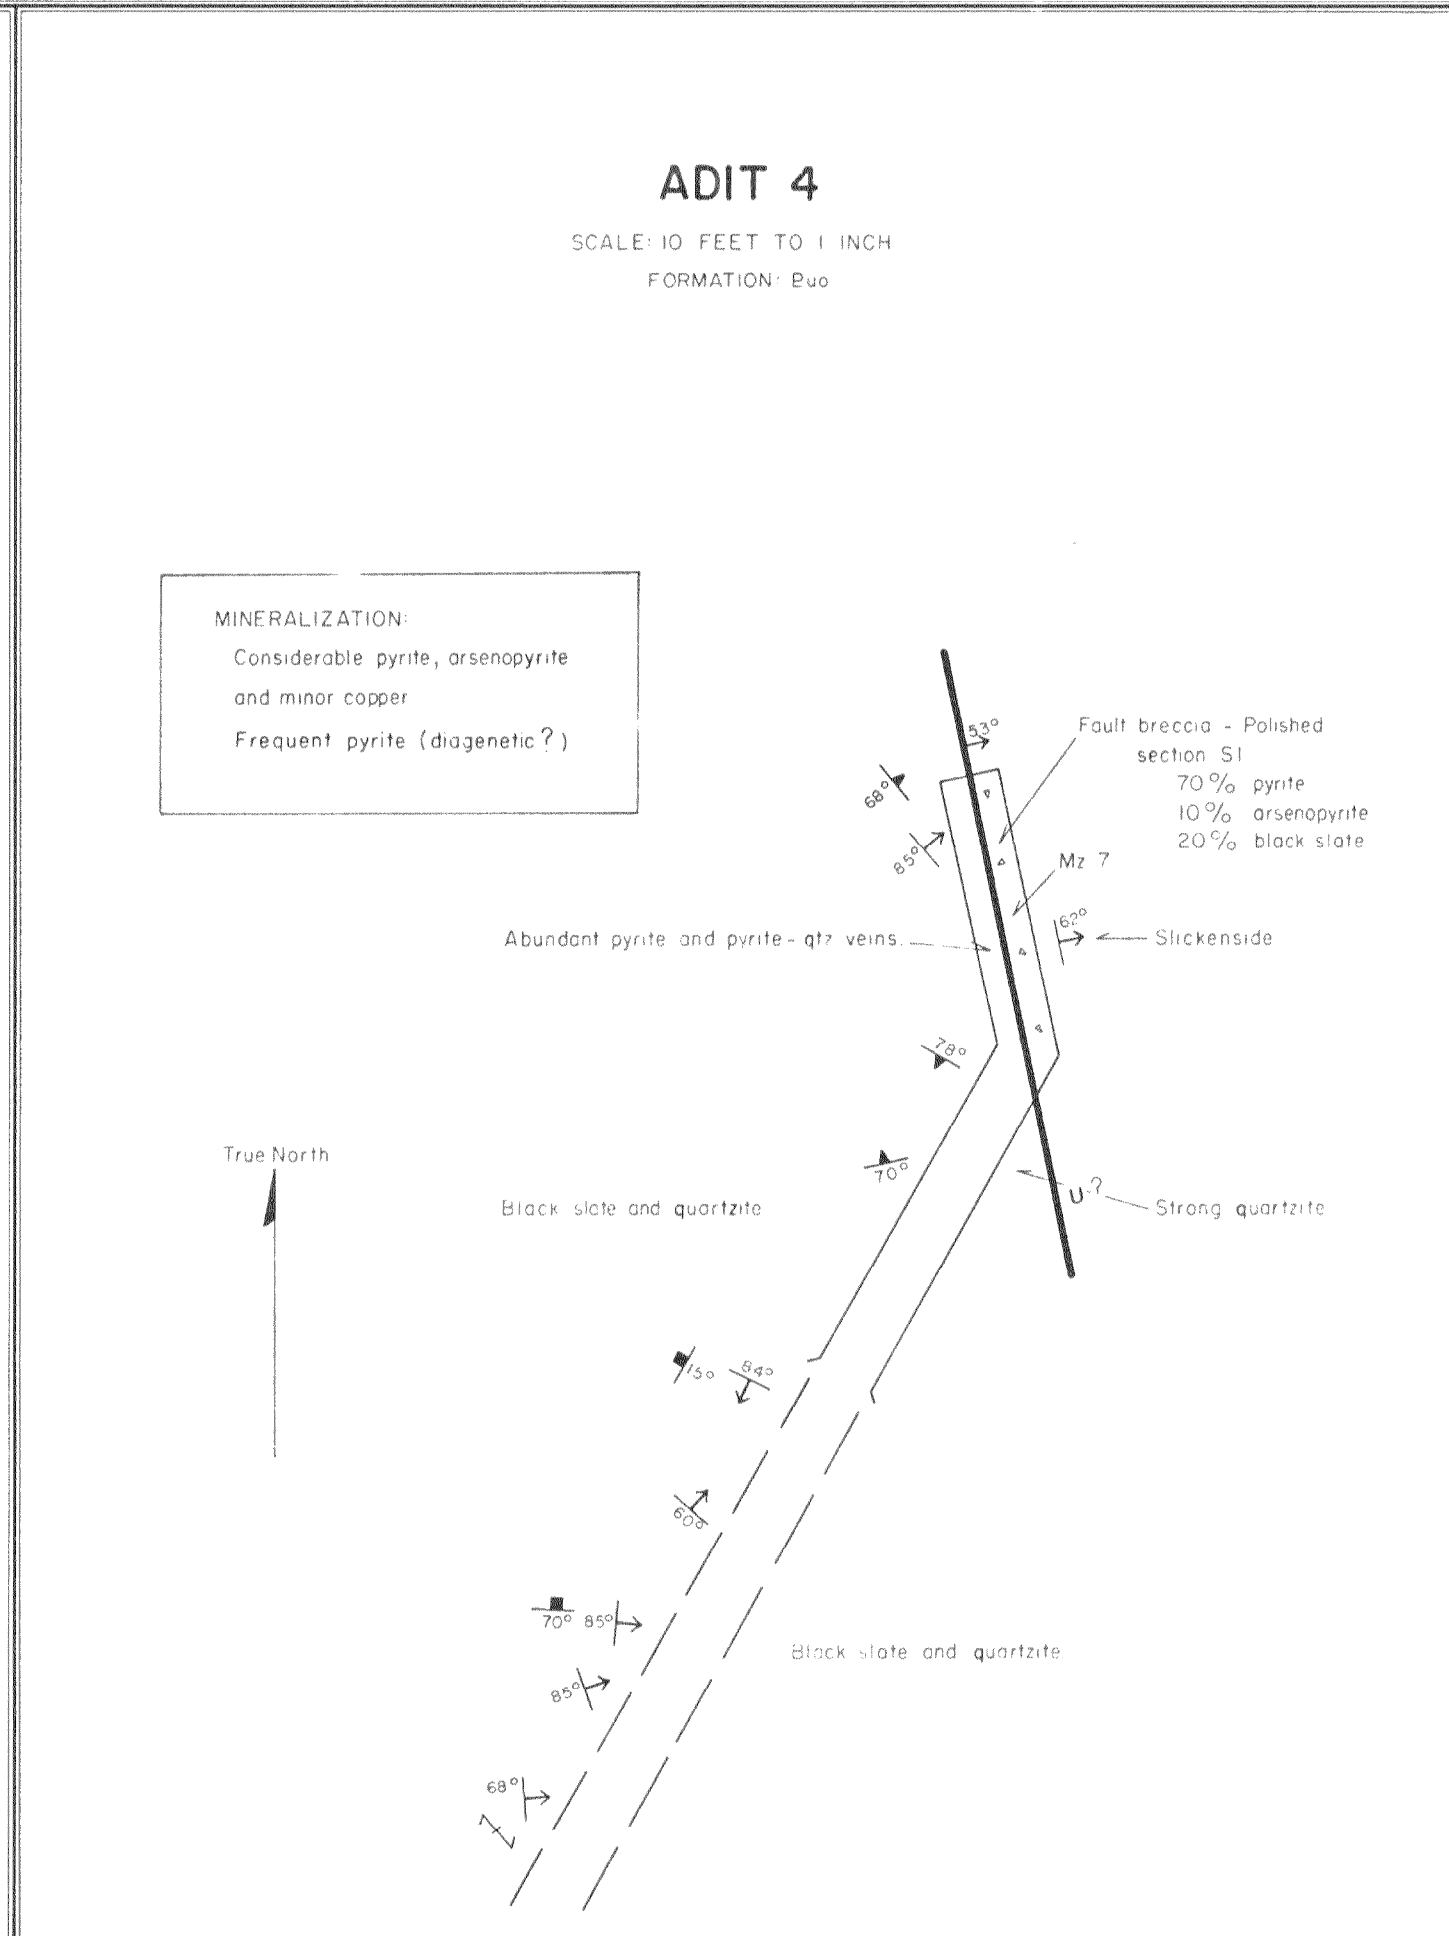 ADIT 4
SCALE: 10 FEET TO 1 INCH
FORMATION: Puo
MINERALIZATION:
Considerable pyrite, arsenopyrite
and minor copper
Frequent pyrite (diagenetic?)
53°
Fault breccia - Polished
section S1
70% pyrite
10% arsenopyrite
20% black slate
68°
85°
Mz 7
62°
Slickenside
Abundant pyrite and pyrite-qtz veins.
78°
True North
70°
Black slate and quartzite
U?
Strong quartzite
15°
84°
60°
70°
85°
Black slate and quartzite
85°
68°